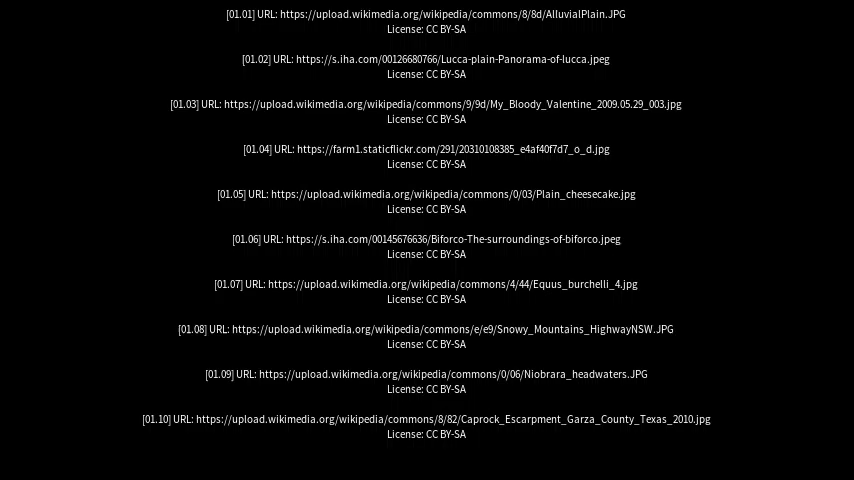 [01.01] URL: https://upload.wikimedia.org/wikipedia/commons/8/8d/AlluvialPlain.JPG
License: CC BY-SA
[01.02] URL: https://s.iha.com/00126680766/Lucca-plain-Panorama-of-lucca.jpeg
License: CC BY-SA
[01.03] URL: https://upload.wikimedia.org/wikipedia/commons/9/9d/My_Bloody_Valentine_2009.05.29_003.jpg
License: CC BY-SA
[01.04] URL: https://farm1.staticflickr.com/291/20310108385_e4af40f7d7_o_d.jpg
License: CC BY-SA
[01.05] URL: https://upload.wikimedia.org/wikipedia/commons/0/03/Plain_cheesecake.jpg
License: CC BY-SA
[01.06] URL: https://s.iha.com/00145676636/Biforco-The-surroundings-of-biforco.jpeg
License: CC BY-SA
[01.07] URL: https://upload.wikimedia.org/wikipedia/commons/4/44/Equus_burchelli_4.jpg
License: CC BY-SA
[01.08] URL: https://upload.wikimedia.org/wikipedia/commons/e/e9/Snowy_Mountains_HighwayNSW.JPG
License: CC BY-SA
[01.09] URL: https://upload.wikimedia.org/wikipedia/commons/0/06/Niobrara_headwaters.JPG
License: CC BY-SA
[01.10] URL: https://upload.wikimedia.org/wikipedia/commons/8/82/Caprock_Escarpment_Garza_County_Texas_2010.jpg
License: CC BY-SA